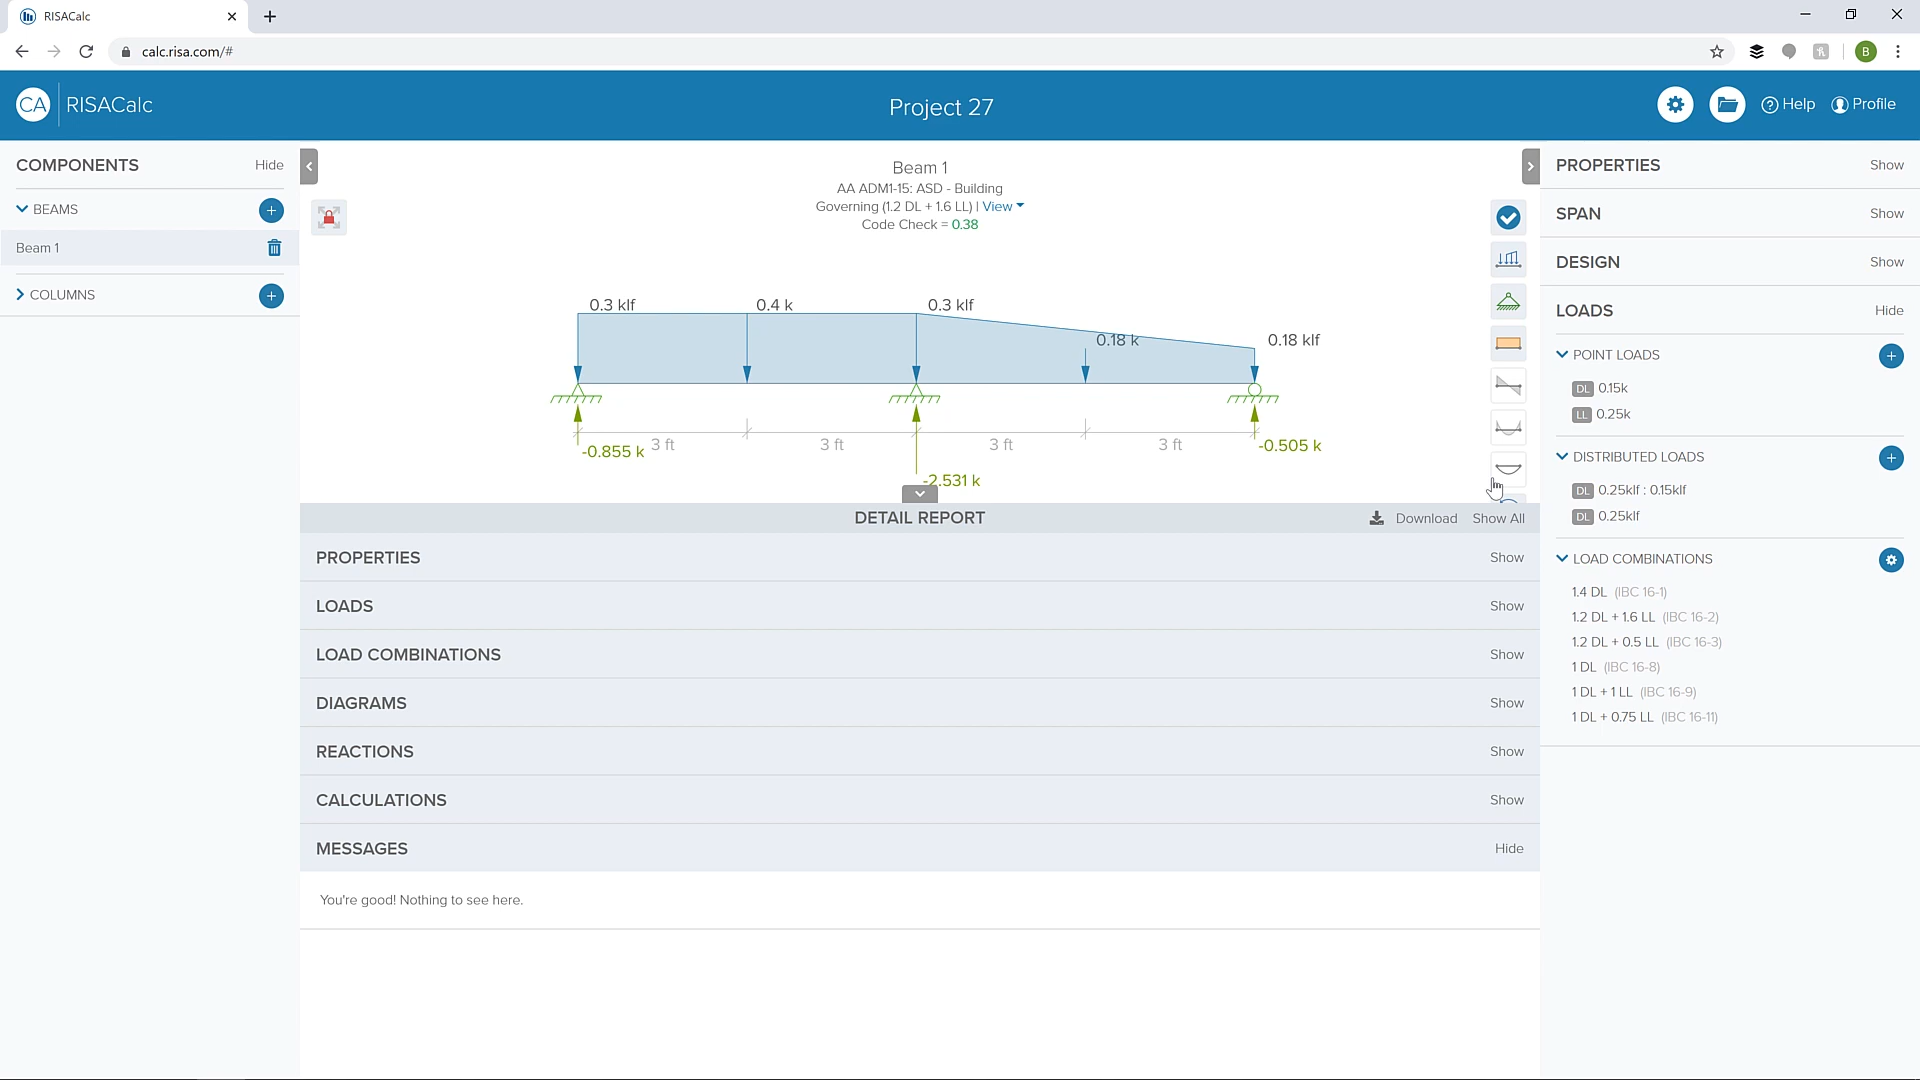 RISACalc
calc.risa.com/#
B
CA RISACalc
Project 27
Help
Profile
COMPONENTS
Hide
BEAMS
Beam 1
COLUMNS
Beam 1
AA ADM1-15: ASD - Building
Governing (1.2 DL + 1.6 LL) | View
Code Check = 0.38
0.3 klf
0.4 k
0.3 klf
0.18 k
0.18 klf
3 ft
3 ft
3 ft
3 ft
-0.855 k
-2.531 k
-0.505 k
DETAIL REPORT
Download
Show All
PROPERTIES
Show
LOADS
Show
LOAD COMBINATIONS
Show
DIAGRAMS
Show
REACTIONS
Show
CALCULATIONS
Show
MESSAGES
Hide
You're good! Nothing to see here.
PROPERTIES
Show
SPAN
Show
DESIGN
Show
LOADS
Hide
POINT LOADS
DL 0.15k
LL 0.25k
DISTRIBUTED LOADS
DL 0.25klf : 0.15klf
DL 0.25klf
LOAD COMBINATIONS
1.4 DL (IBC 16-1)
1.2 DL + 1.6 LL (IBC 16-2)
1.2 DL + 0.5 LL (IBC 16-3)
1 DL (IBC 16-8)
1 DL + 1 LL (IBC 16-9)
1 DL + 0.75 LL (IBC 16-11)